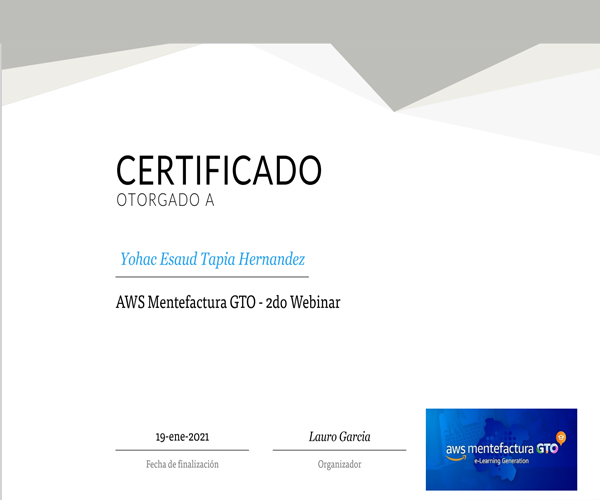 CERTIFICADO
OTORGADO A
Yohac Esaud Tapia Hernandez
AWS Mentefactura GTO - 2do Webinar
19-ene-2021
Fecha de finalización
Lauro Garcia
Organizador
aws mentefactura GTO
e-Learning Generation